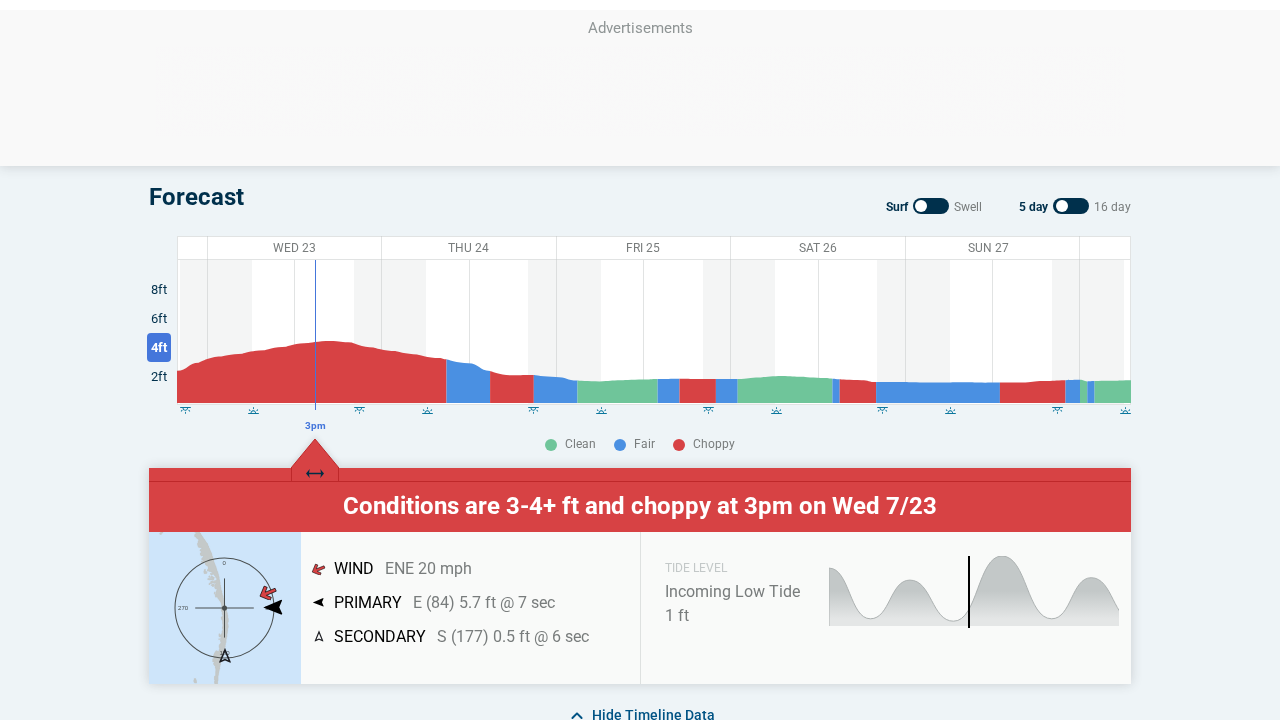 Advertisements
Forecast
Surf Swell 5 day 16 day
WED 23 THU 24 FRI 25 SAT 26 SUN 27
8ft
6ft
4ft
2ft
3pm
Clean Fair Choppy
Conditions are 3-4+ ft and choppy at 3pm on Wed 7/23
0
270
WIND ENE 20 mph
PRIMARY E (84) 5.7 ft @ 7 sec
SECONDARY S (177) 0.5 ft @ 6 sec
TIDE LEVEL
Incoming Low Tide
1 ft
Hide Timeline Data